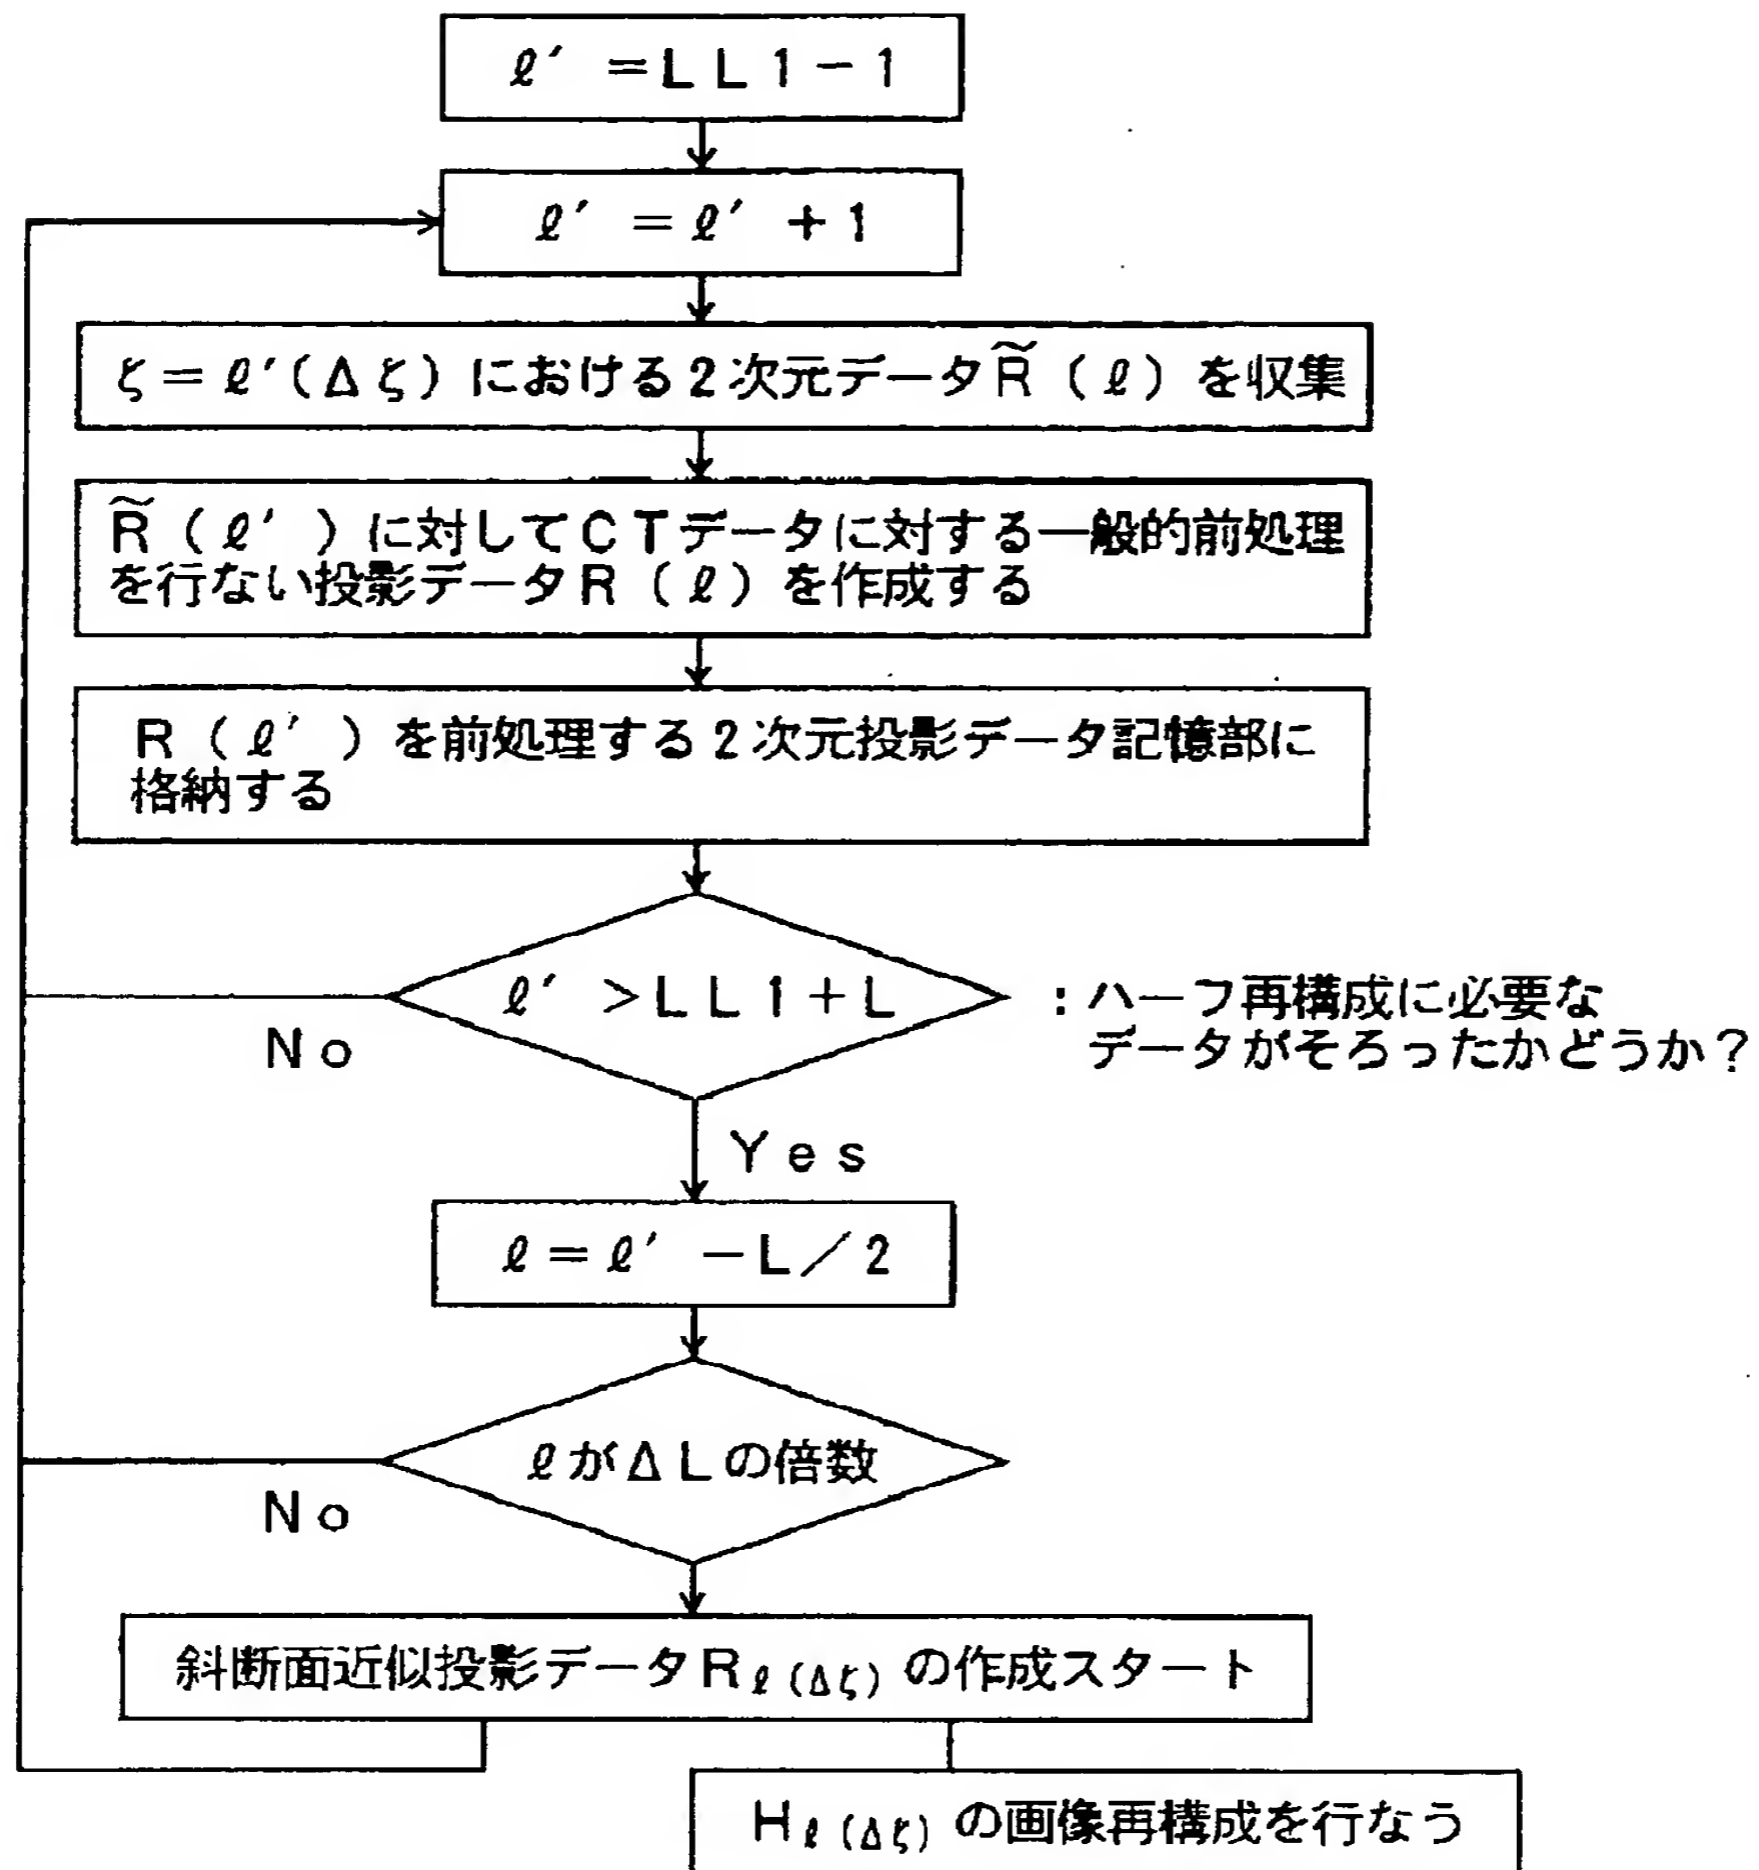 ℓ′ =LL1−1
ℓ′ =ℓ′ +1
ζ=ℓ′(Δζ)における2次元データR̃(ℓ)を収集
R̃(ℓ′ )に対してCTデータに対する一般的前処理
を行ない投影データR(ℓ)を作成する
R(ℓ′ )を前処理する2次元投影データ記憶部に
格納する
ℓ′ >LL1+L
:ハーフ再構成に必要な
データがそろったかどうか?
No
Yes
ℓ=ℓ′ −L/2
ℓがΔLの倍数
No
斜断面近似投影データRℓ(Δζ)の作成スタート
Hℓ(Δζ)の画像再構成を行なう